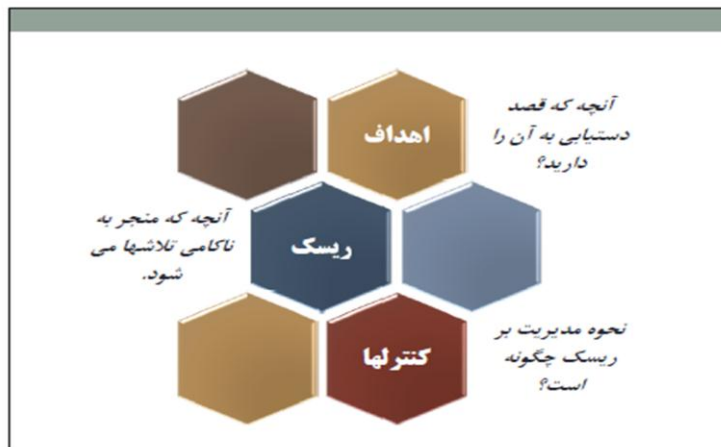 اهداف
آنچه که قصد
دستیابی به آن را
دارید؟
ریسک
آنچه که منجر به
ناکامی تلاشها می
شود.
کنترلها
نحوه مدیریت بر
ریسک چگونه
است؟